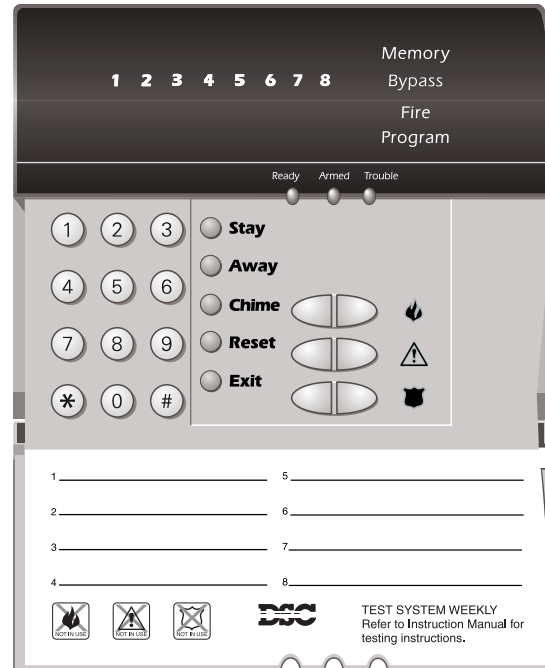 Memory
1 2 3 4 5 6 7 8 Bypass
Fire
Program
Ready Armed Trouble
1 2 3
4 5 6
7 8 9
* 0 #
Stay
Away
Chime
Reset
Exit
1
2
3
4
5
6
7
8
NOT IN USE
NOT IN USE
NOT IN USE
DSC
TEST SYSTEM WEEKLY
Refer to Instruction Manual for
testing instructions.